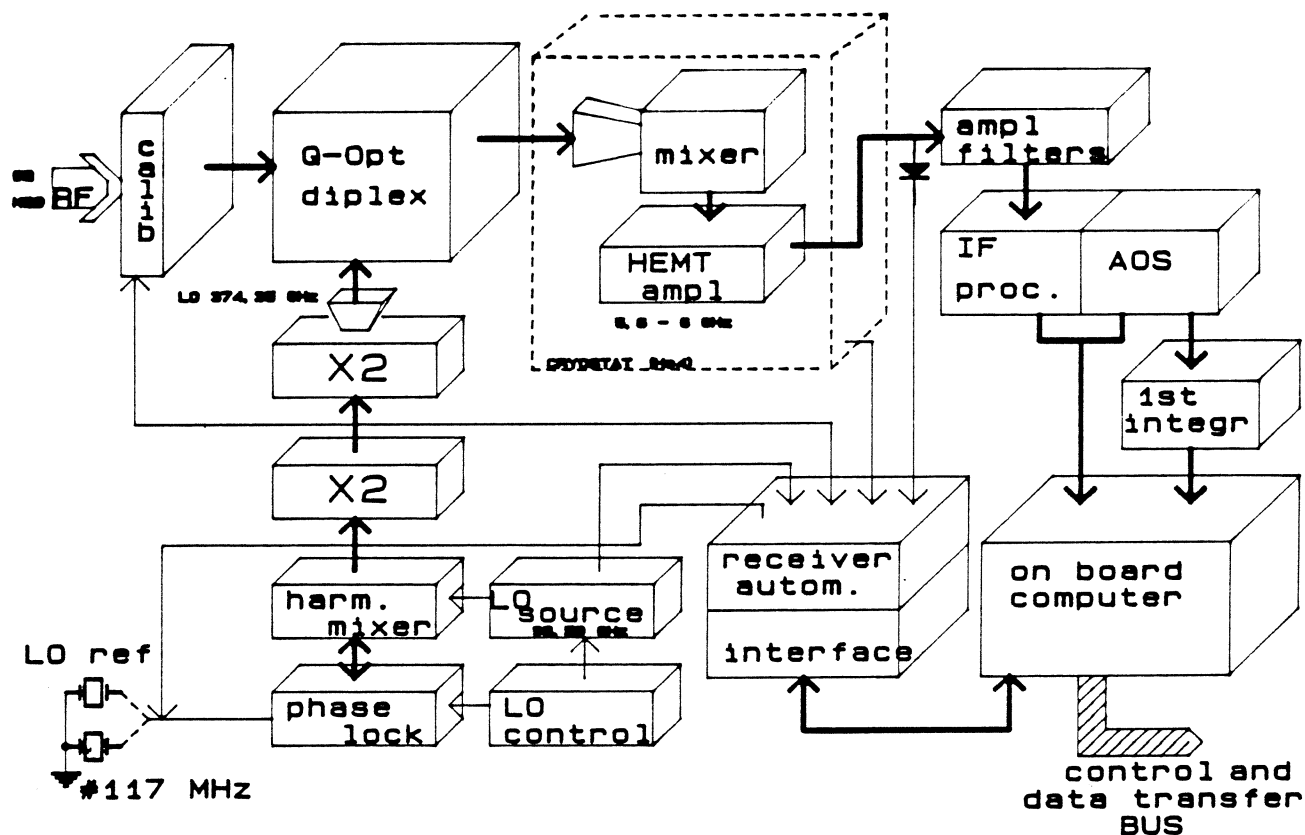 calib
RF
Q-Opt
diplex
mixer
HEMT
ampl
ampl
filters
IF
proc.
AOS
1st
integr
X2
X2
harm.
mixer
LO
source
receiver
autom.
interface
on board
computer
LO ref
phase
lock
LO
control
#117 MHz
control and
data transfer
BUS